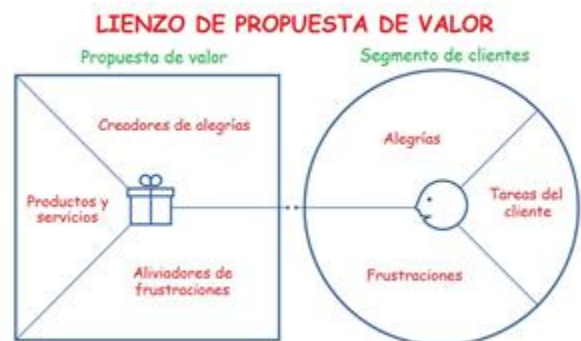 LIENZO DE PROPUESTA DE VALOR
Propuesta de valor
Segmento de clientes
Creadores de alegrías
Productos y
servicios
Aliviadores de
frustraciones
Alegrías
Tareas del
cliente
Frustraciones